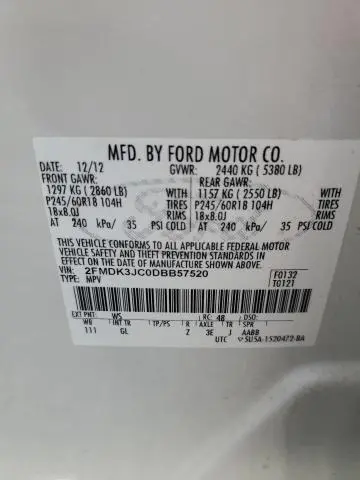 MFD. BY FORD MOTOR CO.
DATE: 12/12 GVWR: 2440 KG ( 5380 LB)
FRONT GAWR: REAR GAWR:
1297 KG ( 2860 LB) WITH 1157 KG ( 2550 LB) WITH
P245/60R18 104H TIRES P245/60R18 104H TIRES
18x8.0J RIMS 18x8.0J RIMS
AT 240 kPa/ 35 PSI COLD AT 240 kPa/ 35 PSI COLD
THIS VEHICLE CONFORMS TO ALL APPLICABLE FEDERAL MOTOR
VEHICLE SAFETY AND THEFT PREVENTION STANDARDS IN EFFECT
ON THE DATE OF MANUFACTURE SHOWN ABOVE.
VIN: 2FMDK3JC0DBB57520 F0132
TYPE: MPV T0121
EXT PNT: WS RC: 48 DSO:
WB INT TR TP/PS R AXLE TR SPR
111 GL Z 3E J AABB
UTC 5U5A-1520472-BA